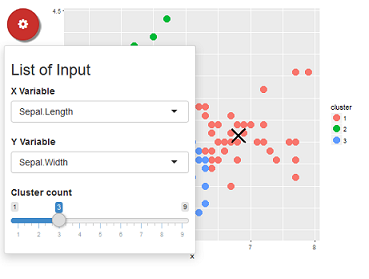 4.5
List of Input
X Variable
Sepal.Length
Y Variable
Sepal.Width
Cluster count
1 3 9
1 2 3 4 5 6 7 8 9
cluster
1
2
3
7 8
x